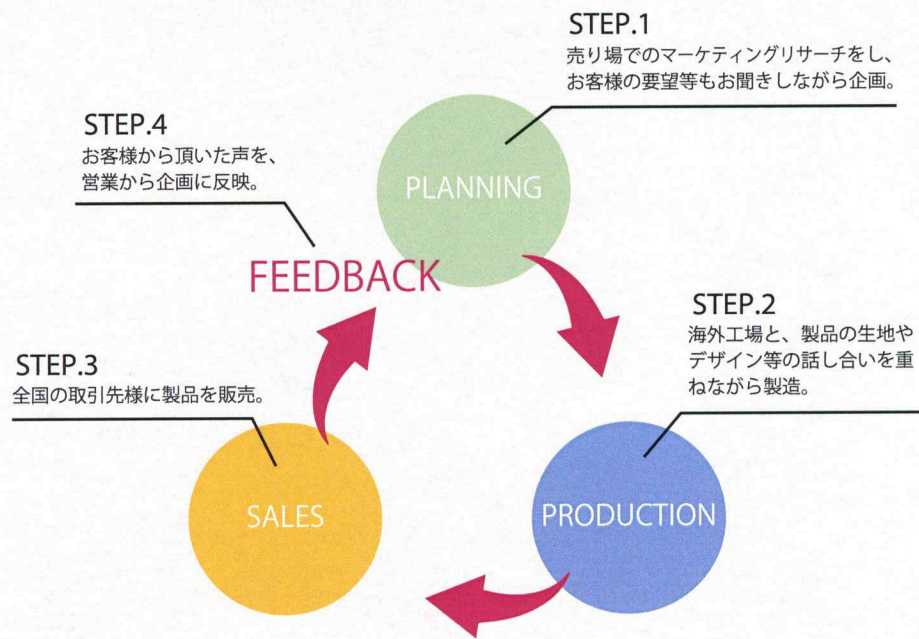 STEP.1
売り場でのマーケティングリサーチをし、
お客様の要望等もお聞きしながら企画。
PLANNING
STEP.2
海外工場と、製品の生地や
デザイン等の話し合いを重
ねながら製造。
PRODUCTION
STEP.3
全国の取引先様に製品を販売。
SALES
STEP.4
お客様から頂いた声を、
営業から企画に反映。
FEEDBACK